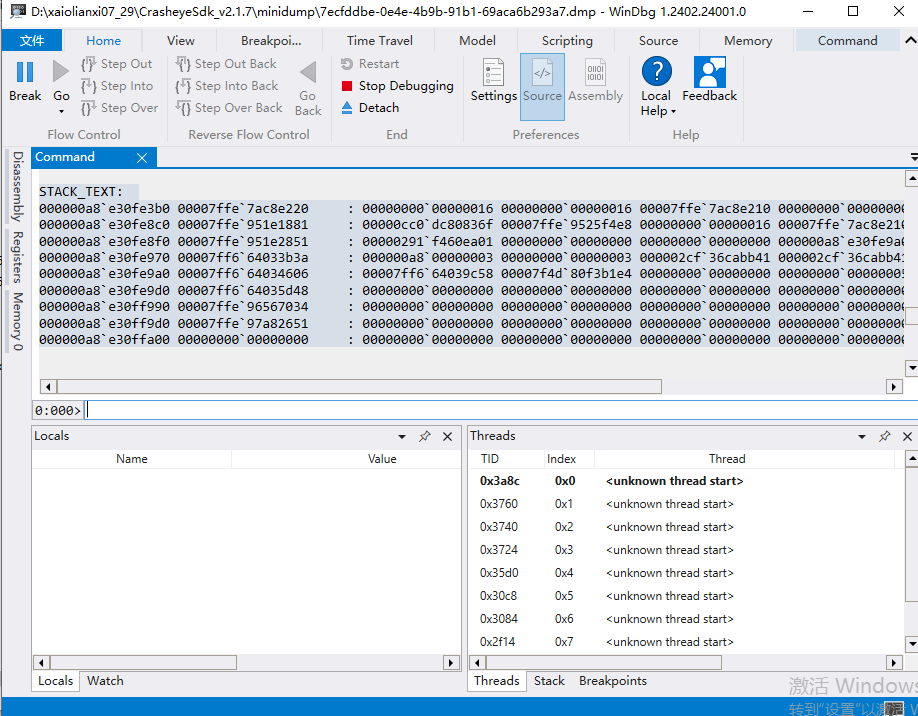 D:\xaiolianxi07_29\CrasheyeSdk_v2.1.7\minidump\7ecfddbe-0e4e-4b9b-91b1-69aca6b293a7.dmp - WinDbg 1.2402.24001.0
文件 Home View Breakpoi... Time Travel Model Scripting Source Memory Command
Break
Go
Step Out
Step Into
Step Over
Flow Control
Step Out Back
Step Into Back
Step Over Back
Go Back
Reverse Flow Control
Restart
Stop Debugging
Detach
End
Settings Source Assembly
Preferences
Local Help
Feedback
Help
Disassembly
Registers
Memory 0
Command
STACK_TEXT:
000000a8`e30fe3b0 00007ffe`7ac8e220 : 00000000`00000016 00000000`00000016 00007ffe`7ac8e210 00000000`0000000
000000a8`e30fe8c0 00007ffe`951e1881 : 00000cc0`dc80836f 00007ffe`9525f4e8 00000000`00000016 00007ffe`7ac8e21
000000a8`e30fe8f0 00007ffe`951e2851 : 00000291`f460ea01 00000000`00000000 00000000`00000000 000000a8`e30fe9a
000000a8`e30fe970 00007ff6`64033b3a : 000000a8`00000003 00000000`00000003 000002cf`36cabb41 000002cf`36cabb41
000000a8`e30fe9a0 00007ff6`64034606 : 00007ff6`64039c58 00007f4d`80f3b1e4 00000000`00000000 00000000`0000000
000000a8`e30fe9d0 00007ff6`64035d48 : 00000000`00000000 00000000`00000000 00000000`00000000 00000000`0000000
000000a8`e30ff990 00007ffe`96567034 : 00000000`00000000 00000000`00000000 00000000`00000000 00000000`0000000
000000a8`e30ff9d0 00007ffe`97a82651 : 00000000`00000000 00000000`00000000 00000000`00000000 00000000`0000000
000000a8`e30ffa00 00000000`00000000 : 00000000`00000000 00000000`00000000 00000000`00000000 00000000`0000000
0:000>
Locals
Name Value
Locals Watch
Threads
TID Index Thread
0x3a8c 0x0 <unknown thread start>
0x3760 0x1 <unknown thread start>
0x3740 0x2 <unknown thread start>
0x3724 0x3 <unknown thread start>
0x35d0 0x4 <unknown thread start>
0x30c8 0x5 <unknown thread start>
0x3084 0x6 <unknown thread start>
0x2f14 0x7 <unknown thread start>
Threads Stack Breakpoints
激活 Windows
转到"设置"以激活